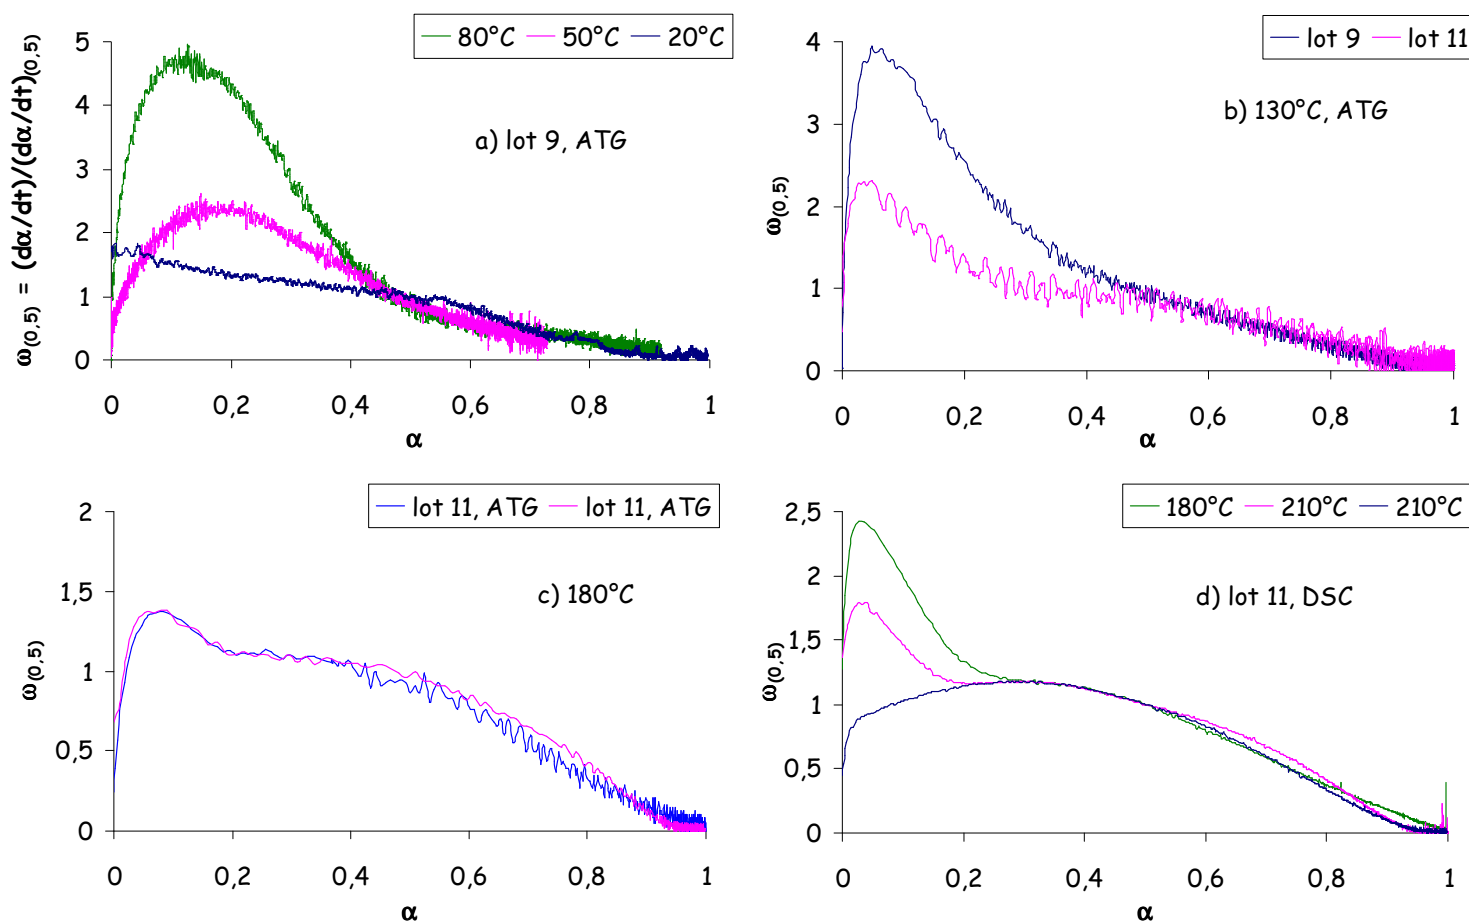 80°C 50°C 20°C
5
4
3
2
1
0
ω(0,5) = (dα/dt)/(dα/dt)(0,5)
a) lot 9, ATG
0 0,2 0,4 0,6 0,8 1
α
lot 9 lot 11
4
3
2
1
0
ω(0,5)
b) 130°C, ATG
0 0,2 0,4 0,6 0,8 1
α
lot 11, ATG lot 11, ATG
2
1,5
1
0,5
0
ω(0,5)
c) 180°C
0 0,2 0,4 0,6 0,8 1
α
180°C 210°C 210°C
2,5
2
1,5
1
0,5
0
ω(0,5)
d) lot 11, DSC
0 0,2 0,4 0,6 0,8 1
α